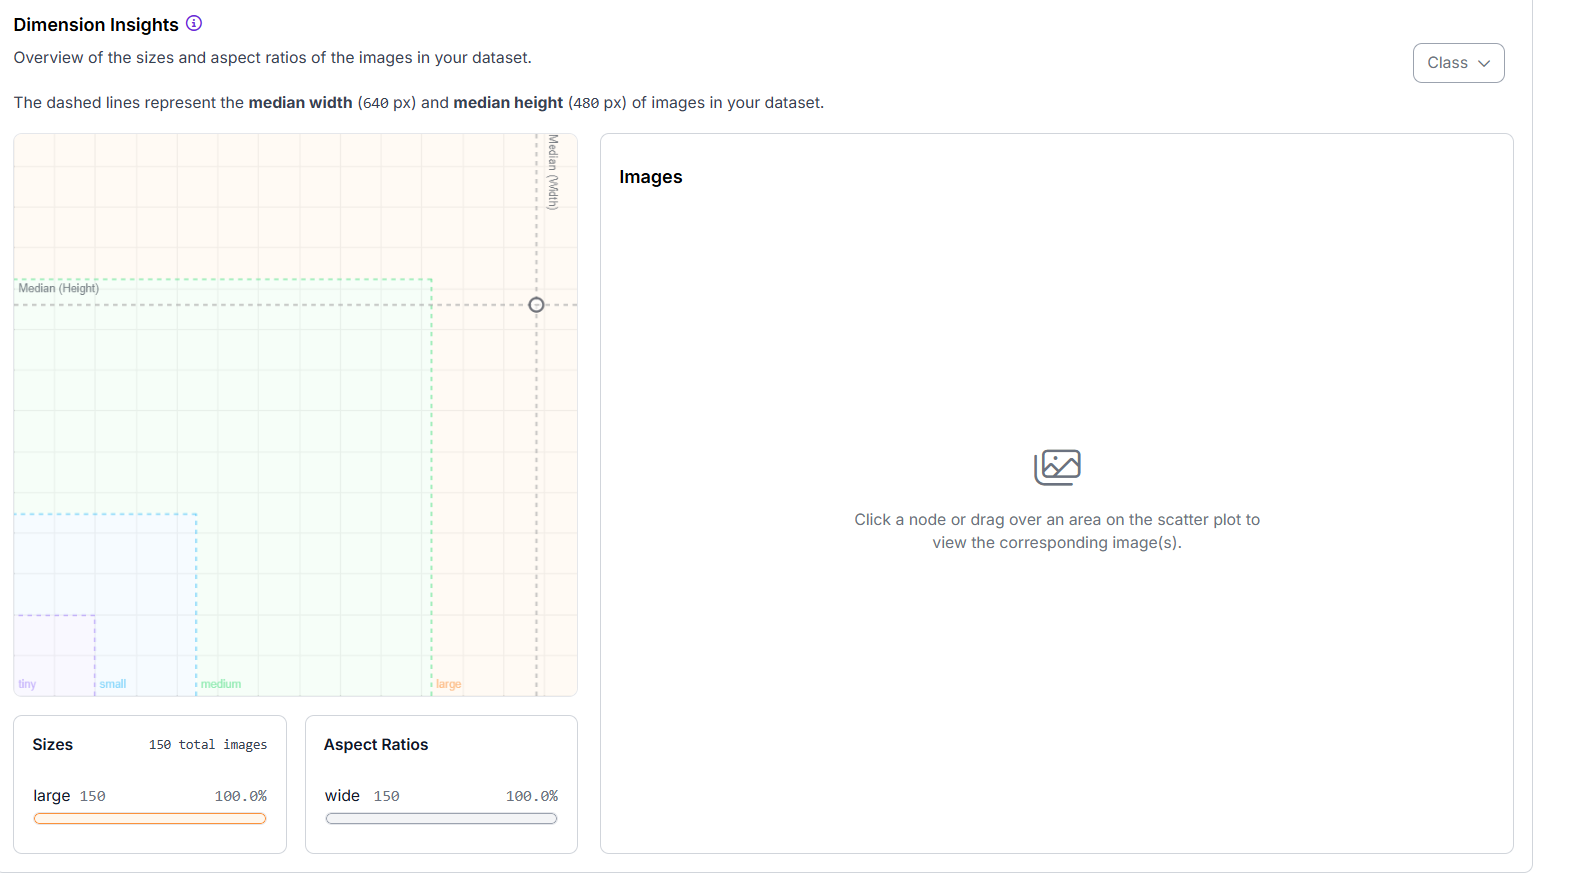 Dimension Insights
Overview of the sizes and aspect ratios of the images in your dataset.
Class
The dashed lines represent the median width (640 px) and median height (480 px) of images in your dataset.
Median (Width)
Median (Height)
tiny
small
medium
large
Images
Click a node or drag over an area on the scatter plot to
view the corresponding image(s).
Sizes
150 total images
large 150 100.0%
Aspect Ratios
wide 150 100.0%